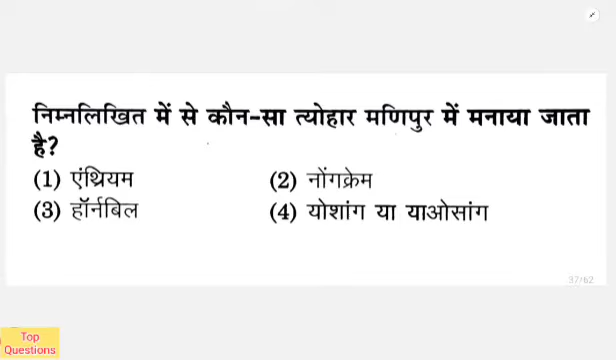 निम्नलिखित में से कौन-सा त्योहार मणिपुर में मनाया जाता
है?
(1) एंथ्रियम (2) नोंगक्रेम
(3) हॉर्नबिल (4) योशांग या याओसांग
37/62
Top
Questions